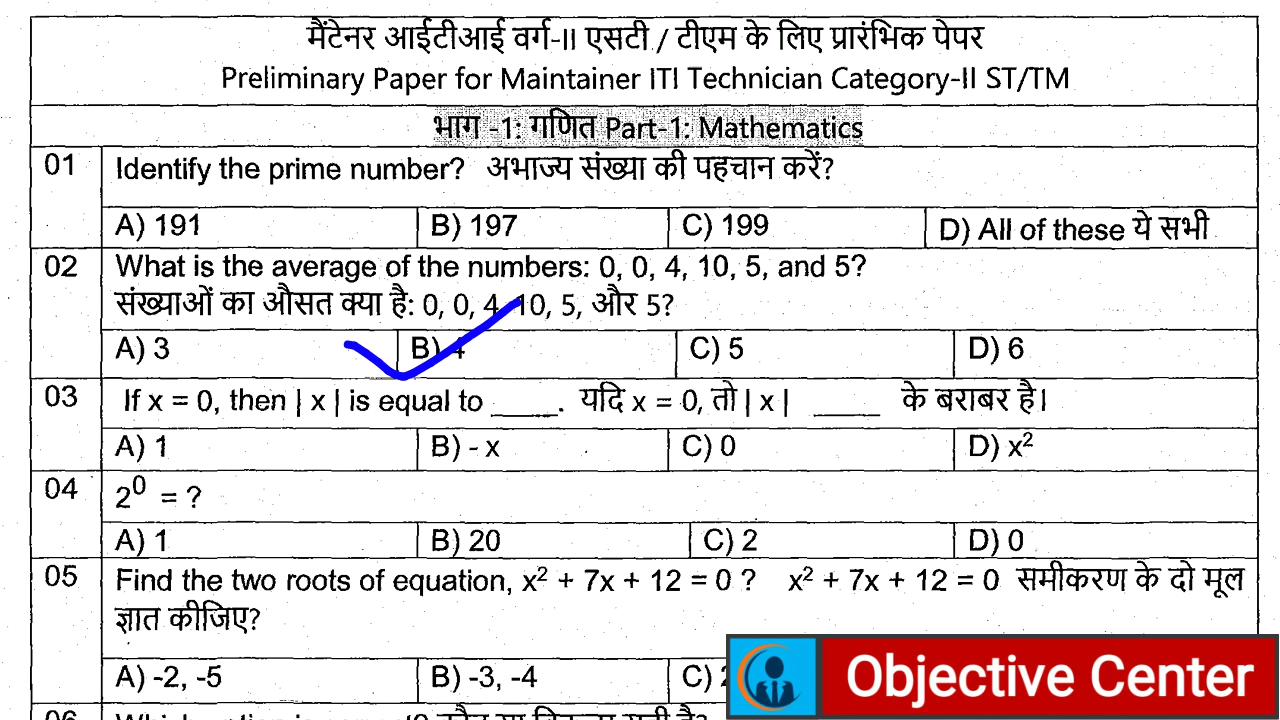 मैंटेनर आईटीआई वर्ग-II एसटी / टीएम के लिए प्रारंभिक पेपर
Preliminary Paper for Maintainer ITI Technician Category-II ST/TM
भाग -1: गणित Part-1: Mathematics
01 Identify the prime number? अभाज्य संख्या की पहचान करें?
A) 191 B) 197 C) 199 D) All of these ये सभी
02 What is the average of the numbers: 0, 0, 4, 10, 5, and 5?
संख्याओं का औसत क्या है: 0, 0, 4, 10, 5, और 5?
A) 3 B) 4 C) 5 D) 6
03 If x = 0, then | x | is equal to ____. यदि x = 0, तो | x | ____ के बराबर है।
A) 1 B) - x C) 0 D) x²
04 2⁰ = ?
A) 1 B) 20 C) 2 D) 0
05 Find the two roots of equation, x² + 7x + 12 = 0 ? x² + 7x + 12 = 0 समीकरण के दो मूल
ज्ञात कीजिए?
A) -2, -5 B) -3, -4 C)
Objective Center
06